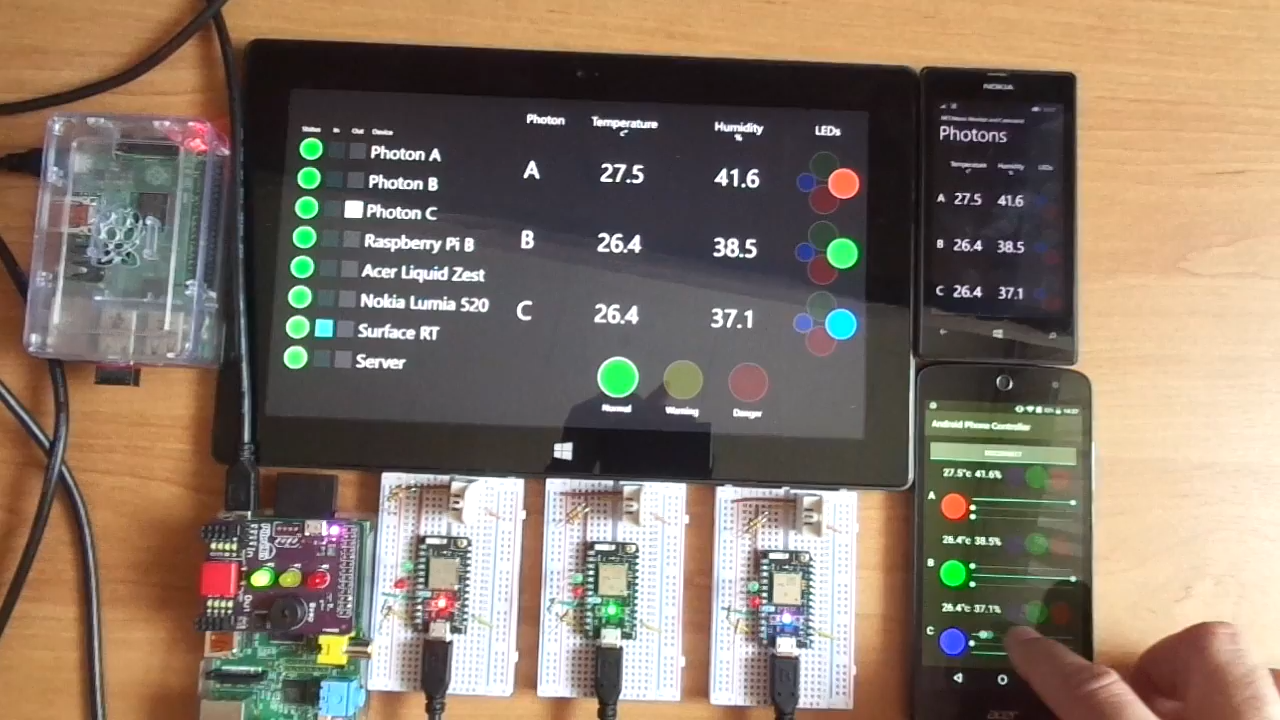 Status In Out Device
Photon A
Photon B
Photon C
Raspberry Pi B
Acer Liquid Zest
Nokia Lumia 520
Surface RT
Server
Photon Temperature Humidity LEDs
°C %
A 27.5 41.6
B 26.4 38.5
C 26.4 37.1
Normal Warning Danger
NOKIA
Photons
Temperature Humidity LEDs
A 27.5 41.6
B 26.4 38.5
C 26.4 37.1
Android Phone Controller
DISCONNECT
27.5°c 41.6%
A
26.4°c 38.5%
B
26.4°c 37.1%
C
acer